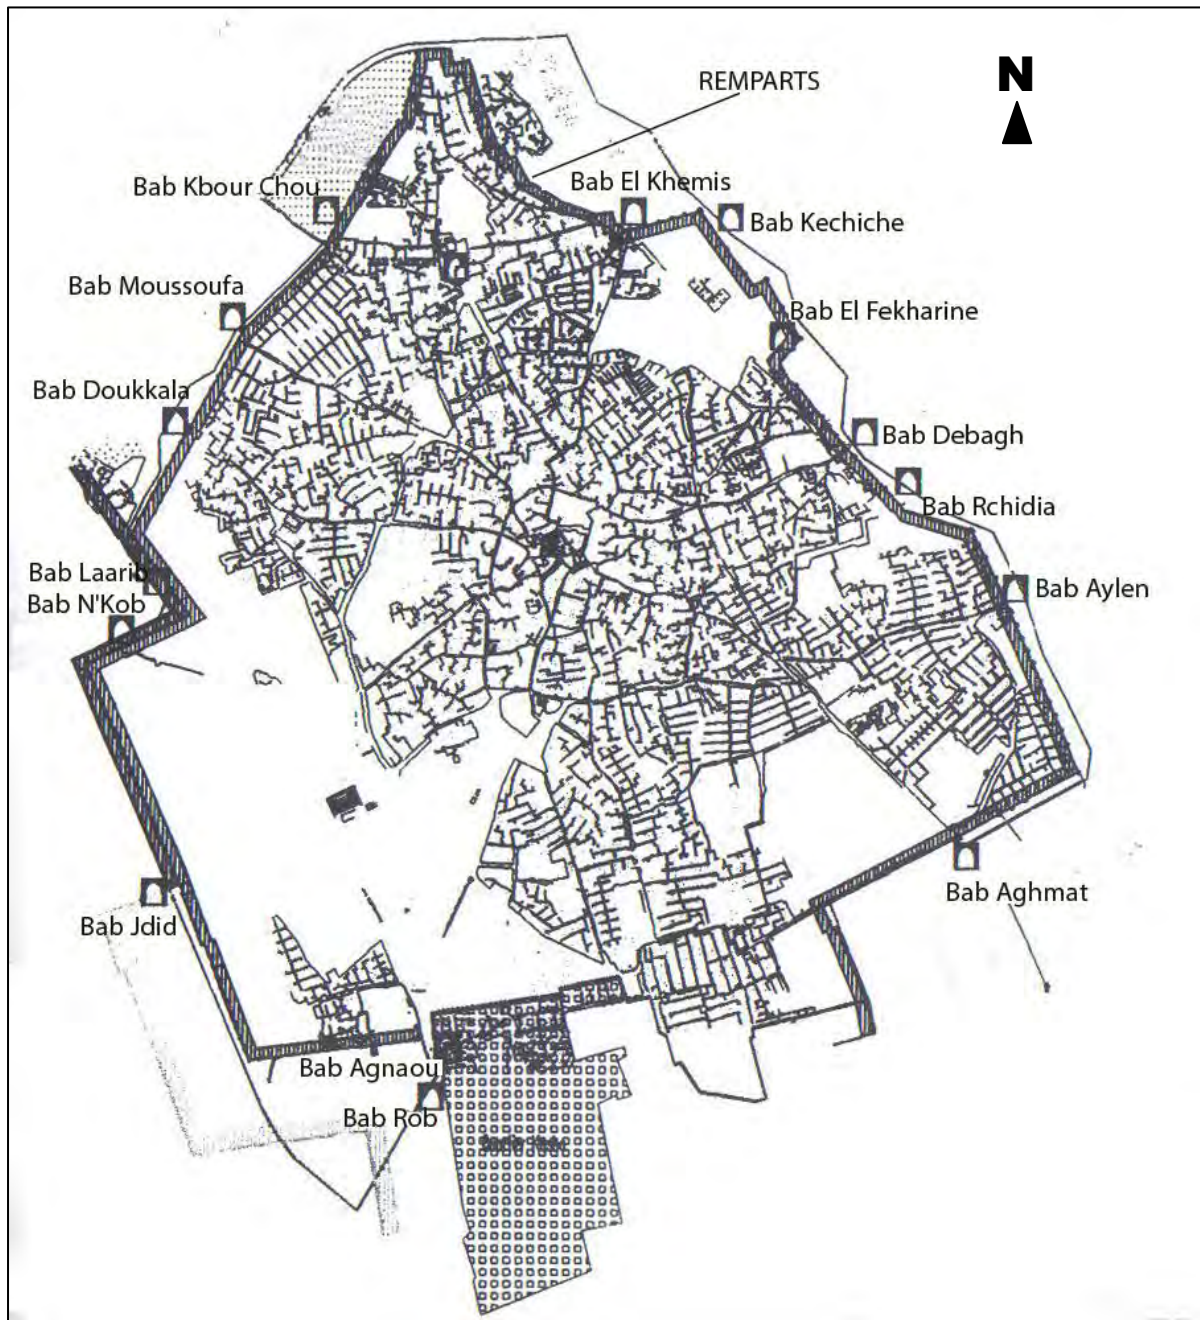 N
REMPARTS
Bab Kbour Chou
Bab El Khemis
Bab Kechiche
Bab Moussoufa
Bab El Fekharine
Bab Doukkala
Bab Debagh
Bab Rchidia
Bab Laarib
Bab N'Kob
Bab Aylen
Bab Aghmat
Bab Jdid
Bab Agnaou
Bab Rob